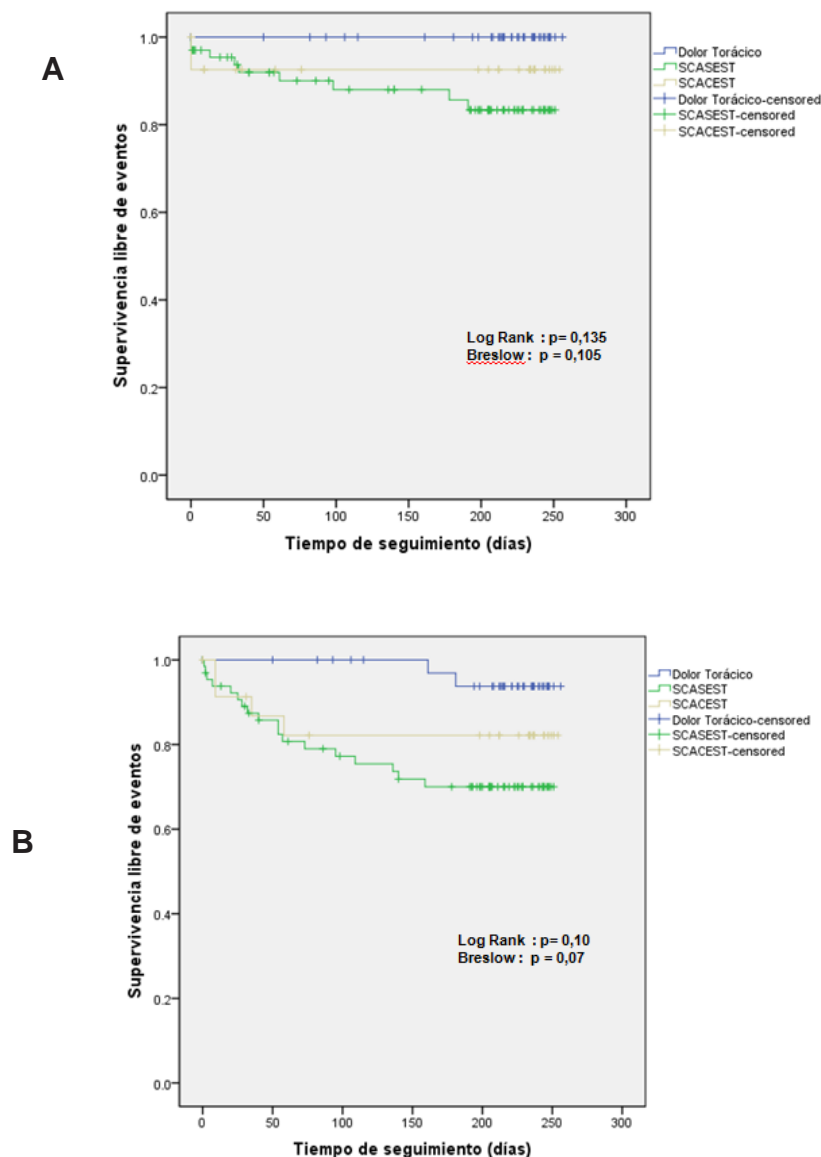 A
Supervivencia libre de eventos
1.0
0.8
0.6
0.4
0.2
0.0
0 50 100 150 200 250 300
Tiempo de seguimiento (días)
Log Rank : p= 0,135
Breslow : p = 0,105
Dolor Torácico
SCASEST
SCACEST
Dolor Torácico-censored
SCASEST-censored
SCACEST-censored
B
Supervivencia libre de eventos
1.0
0.8
0.6
0.4
0.2
0.0
0 50 100 150 200 250 300
Tiempo de seguimiento (días)
Log Rank : p= 0,10
Breslow : p = 0,07
Dolor Torácico
SCASEST
SCACEST
Dolor Torácico-censored
SCASEST-censored
SCACEST-censored